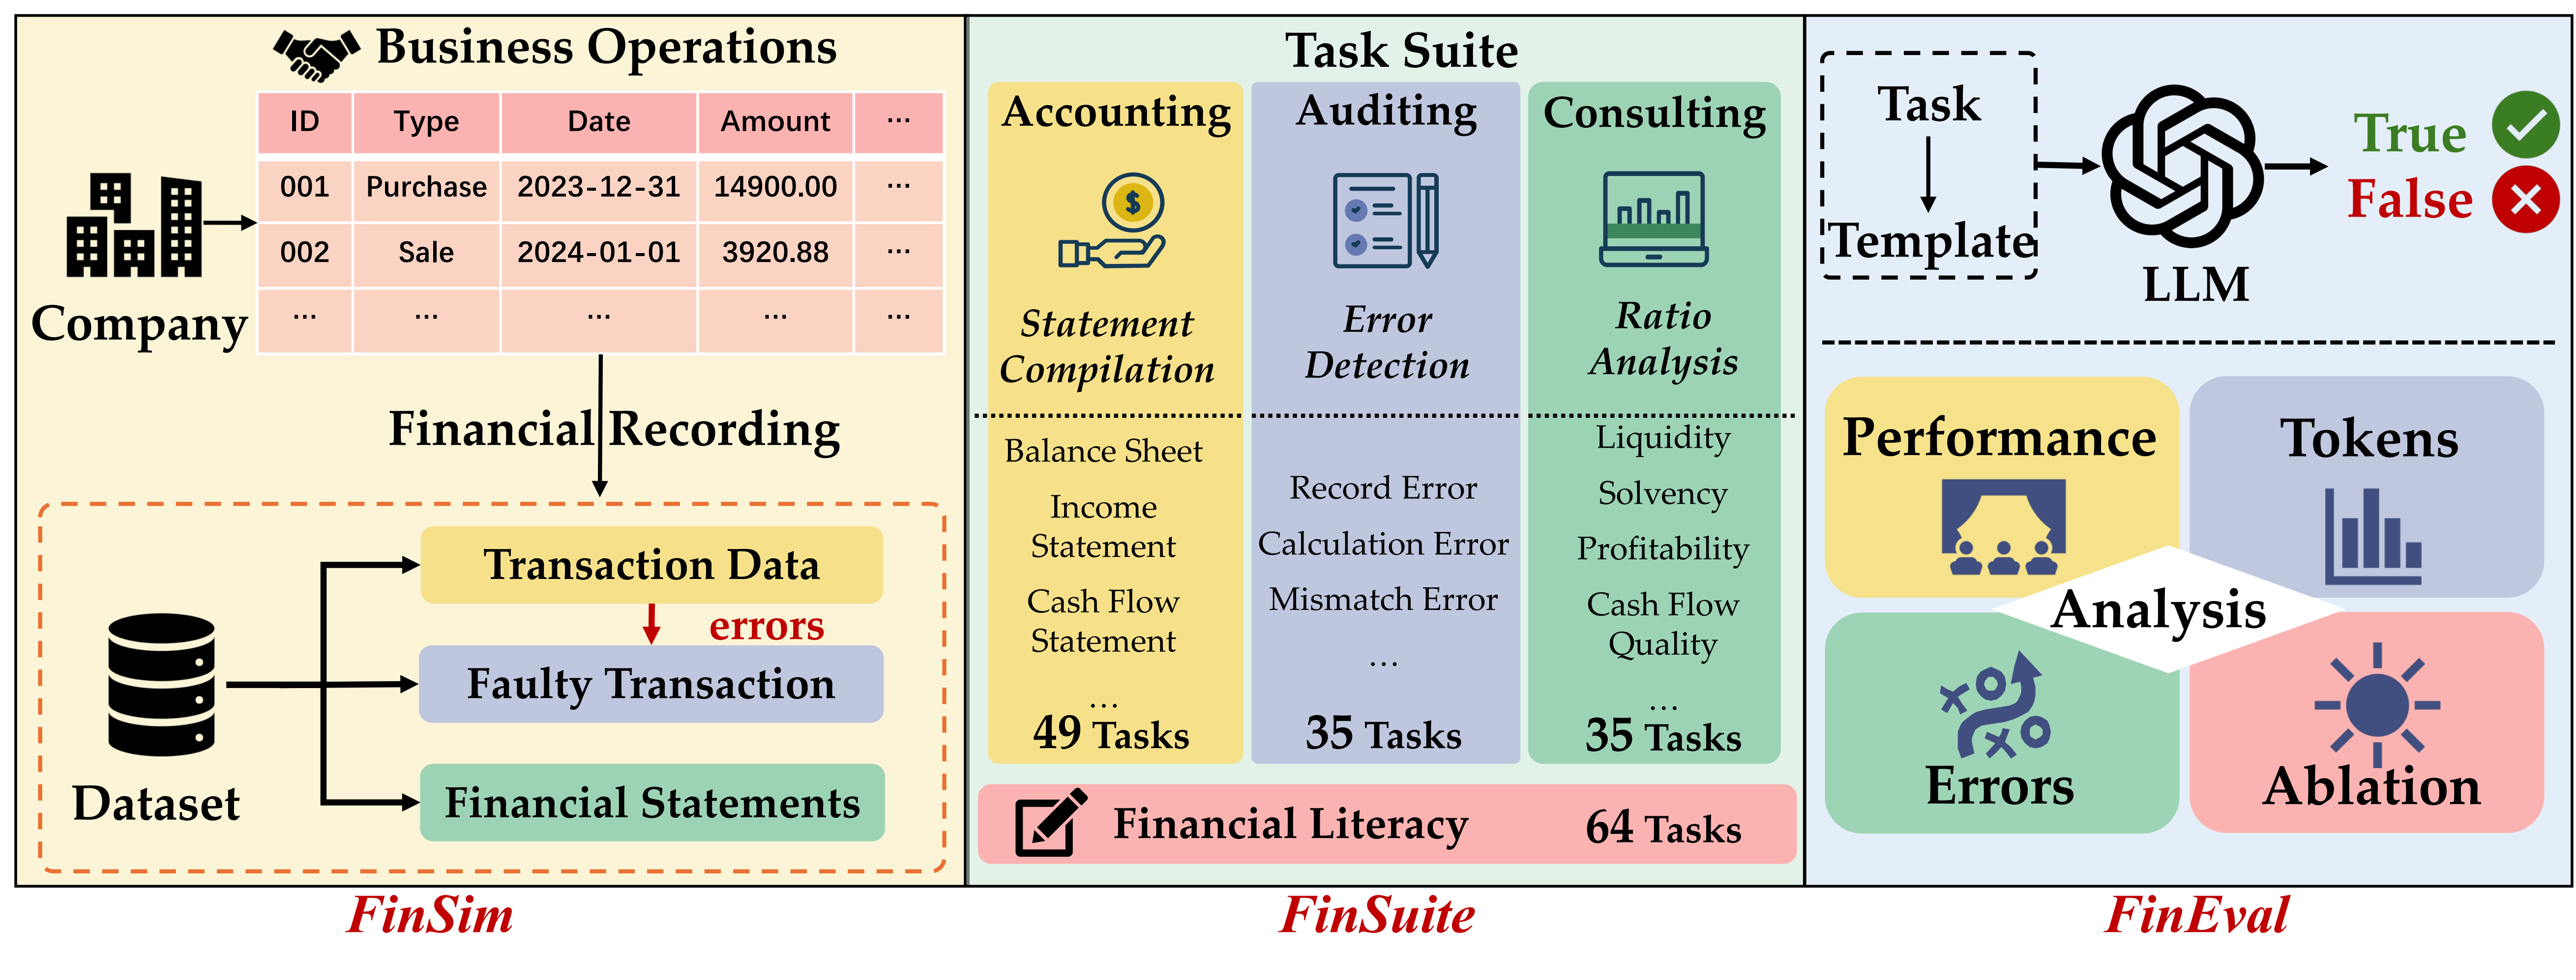 Business Operations
ID Type Date Amount ...
001 Purchase 2023-12-31 14900.00 ...
002 Sale 2024-01-01 3920.88 ...
... ... ... ... ...
Company
Financial Recording
Transaction Data
errors
Faulty Transaction
Financial Statements
Dataset
FinSim
Task Suite
Accounting
Statement
Compilation
Balance Sheet
Income
Statement
Cash Flow
Statement
...
49 Tasks
Auditing
Error
Detection
Record Error
Calculation Error
Mismatch Error
...
35 Tasks
Consulting
Ratio
Analysis
Liquidity
Solvency
Profitability
Cash Flow
Quality
...
35 Tasks
Financial Literacy 64 Tasks
FinSuite
Task
Template
LLM
True
False
Performance
Tokens
Analysis
Errors
Ablation
FinEval